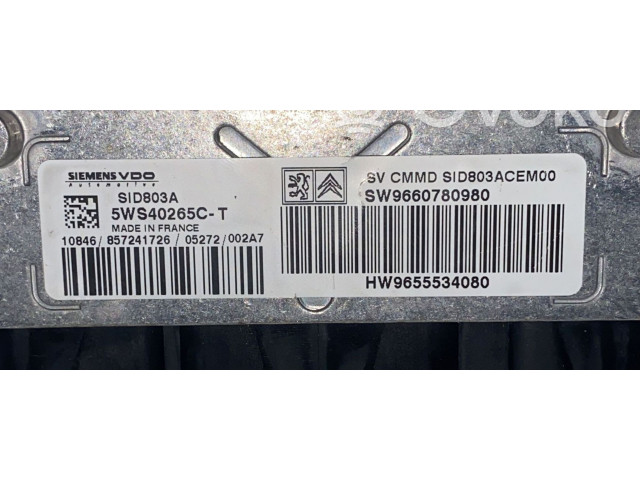 SIEMENS VDO
Automotive
SID803A
5WS40265C-T
MADE IN FRANCE
10846/857241726/05272/002A7
SV CMMD SID803ACEM00
SW9660780980
HW9655534080